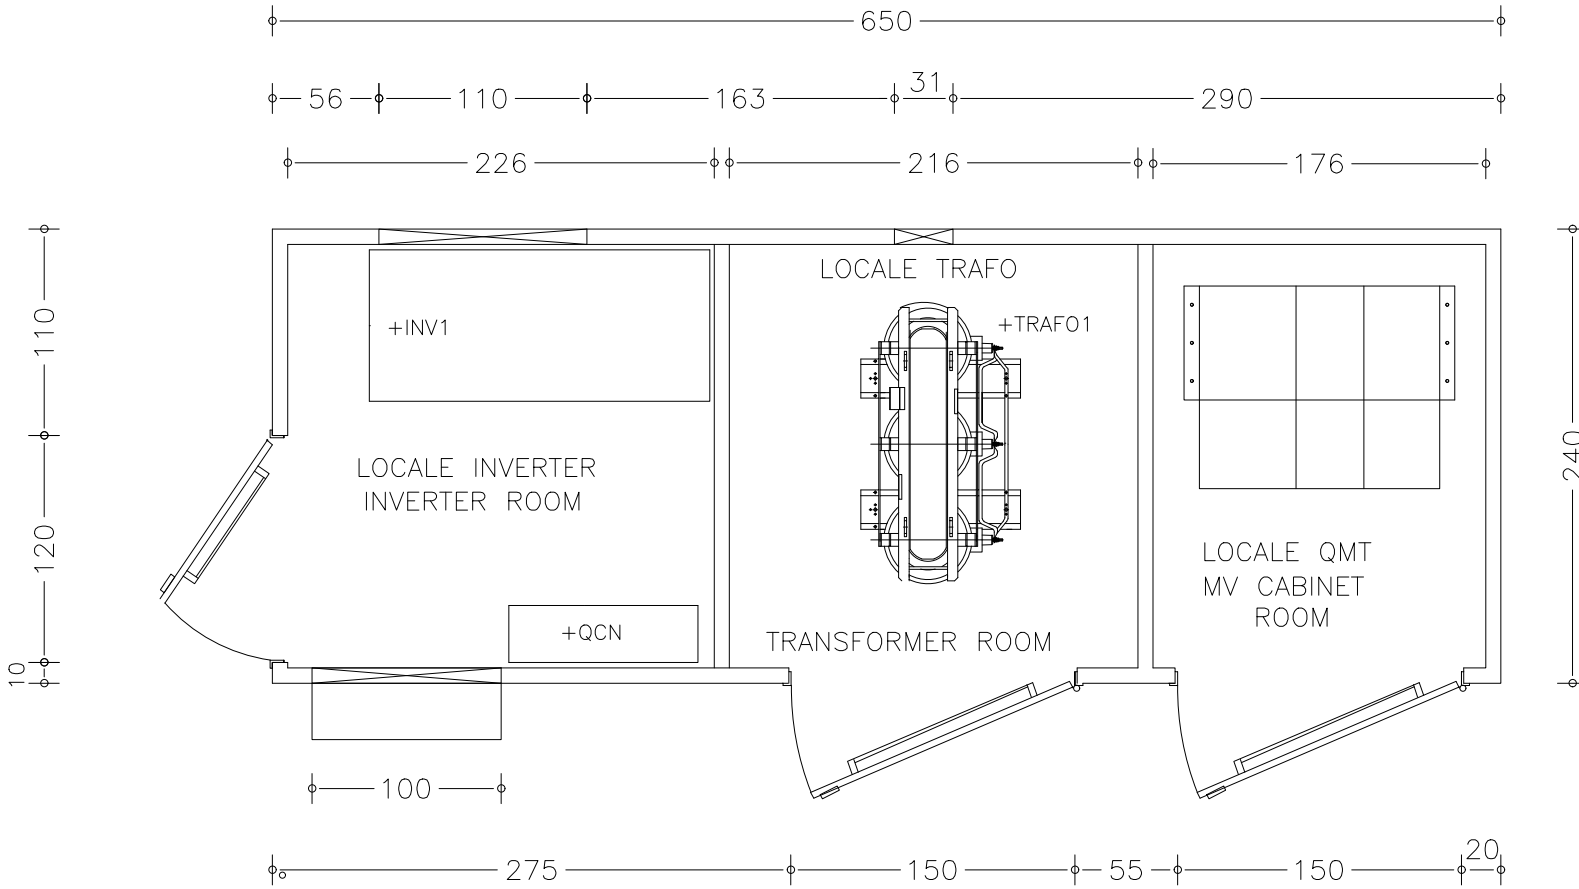 650
56
110
163
31
290
226
216
176
LOCALE TRAFO
+INV1
+TRAFO1
110
240
LOCALE INVERTER
INVERTER ROOM
120
LOCALE QMT
MV CABINET
ROOM
+QCN
TRANSFORMER ROOM
10
100
275
150
55
150
20